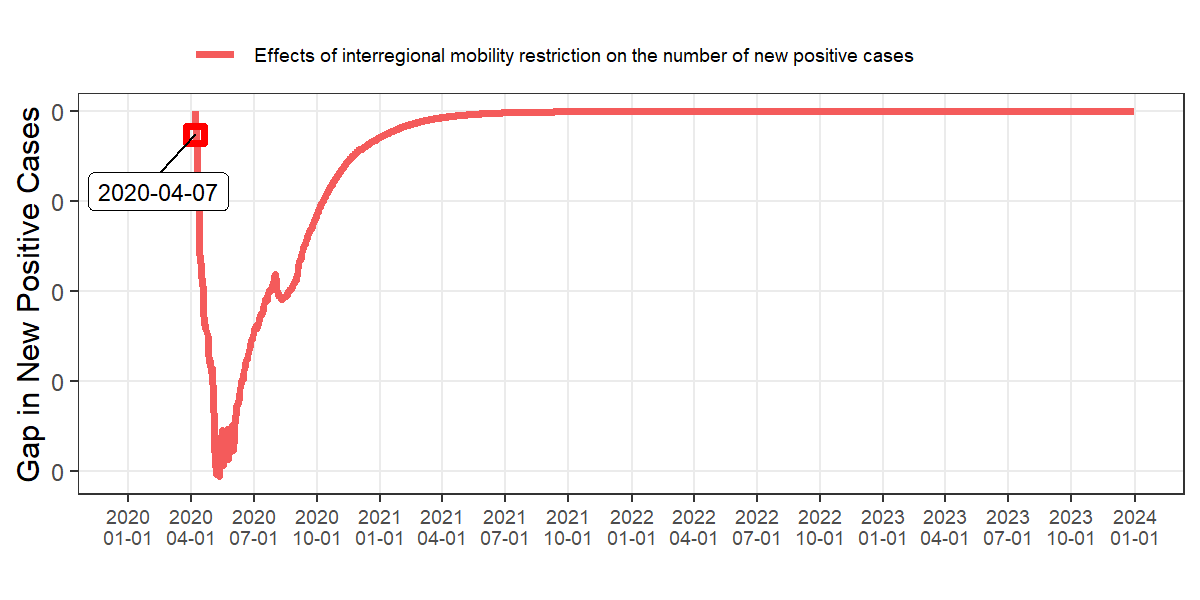 Effects of interregional mobility restriction on the number of new positive cases
Gap in New Positive Cases
0
0
0
0
0
2020-04-07
2020 2020 2020 2020 2021 2021 2021 2021 2022 2022 2022 2022 2023 2023 2023 2023 2024
01-01 04-01 07-01 10-01 01-01 04-01 07-01 10-01 01-01 04-01 07-01 10-01 01-01 04-01 07-01 10-01 01-01